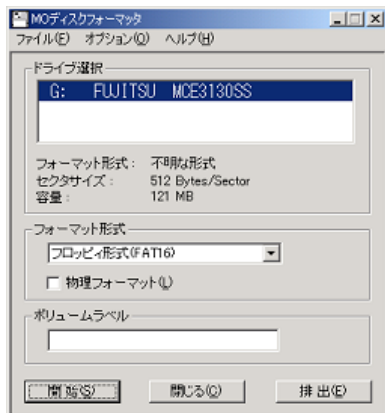 MOディスクフォーマッタ
ファイル(F) オプション(O) ヘルプ(H)
ドライブ選択
G: FUJITSU MCE3130SS
フォーマット形式: 不明な形式
セクタサイズ: 512 Bytes/Sector
容量: 121 MB
フォーマット形式
フロッピィ形式(FAT16)
物理フォーマット(L)
ボリュームラベル
開始(S) 閉じる(C) 排出(E)